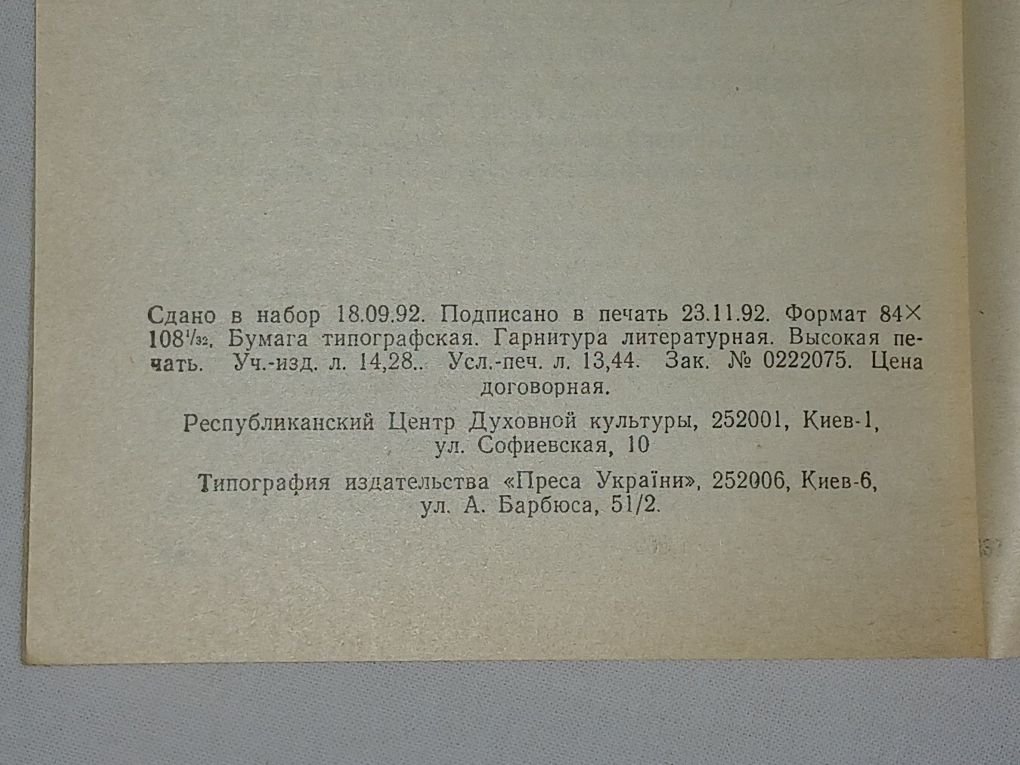 Сдано в набор 18.09.92. Подписано в печать 23.11.92. Формат 84×
108¹/₃₂. Бумага типографская. Гарнитура литературная. Высокая пе-
чать. Уч.-изд. л. 14,28.. Усл.-печ. л. 13,44. Зак. № 0222075. Цена
договорная.
Республиканский Центр Духовной культуры, 252001, Киев-1,
ул. Софиевская, 10
Типография издательства «Преса України», 252006, Киев-6,
ул. А. Барбюса, 51/2.